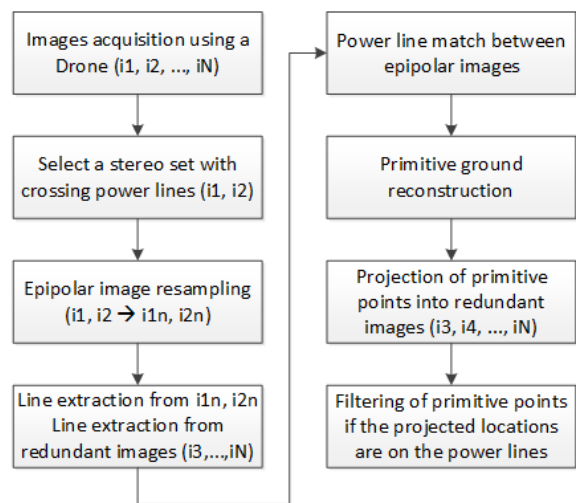 Images acquisition using a
Drone (i1, i2, ..., iN)
Select a stereo set with
crossing power lines (i1, i2)
Epipolar image resampling
(i1, i2 → i1n, i2n)
Line extraction from i1n, i2n
Line extraction from
redundant images (i3,...,iN)
Power line match between
epipolar images
Primitive ground
reconstruction
Projection of primitive
points into redundant
images (i3, i4, ..., iN)
Filtering of primitive points
if the projected locations
are on the power lines